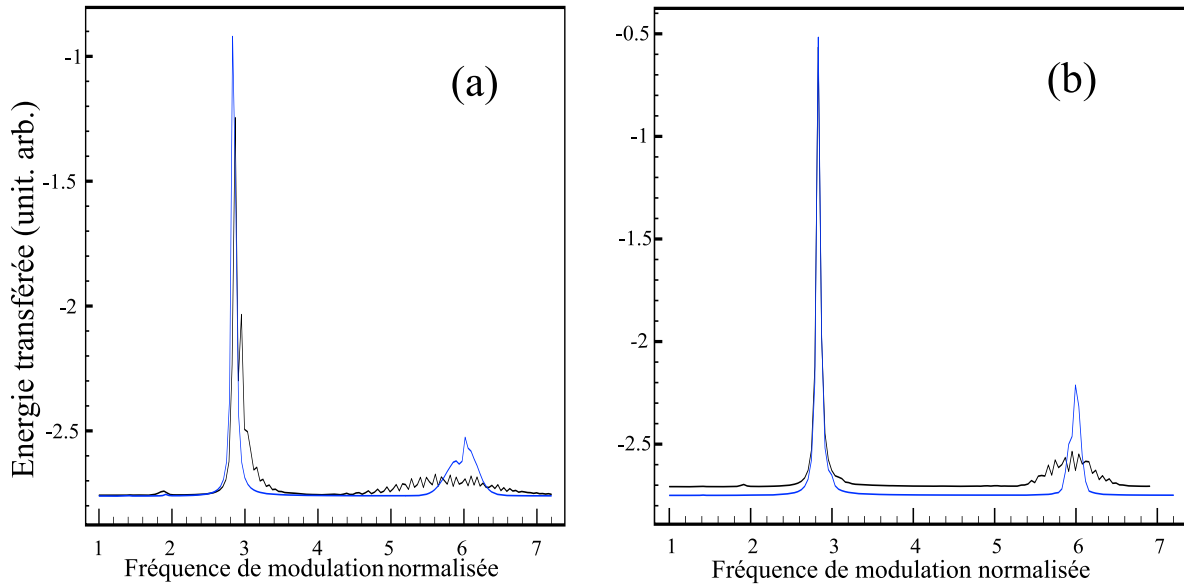 (a)
Energie transférée (unit. arb.)
-1
-1.5
-2
-2.5
1 2 3 4 5 6 7
Fréquence de modulation normalisée
(b)
-0.5
-1
-1.5
-2
-2.5
1 2 3 4 5 6 7
Fréquence de modulation normalisée